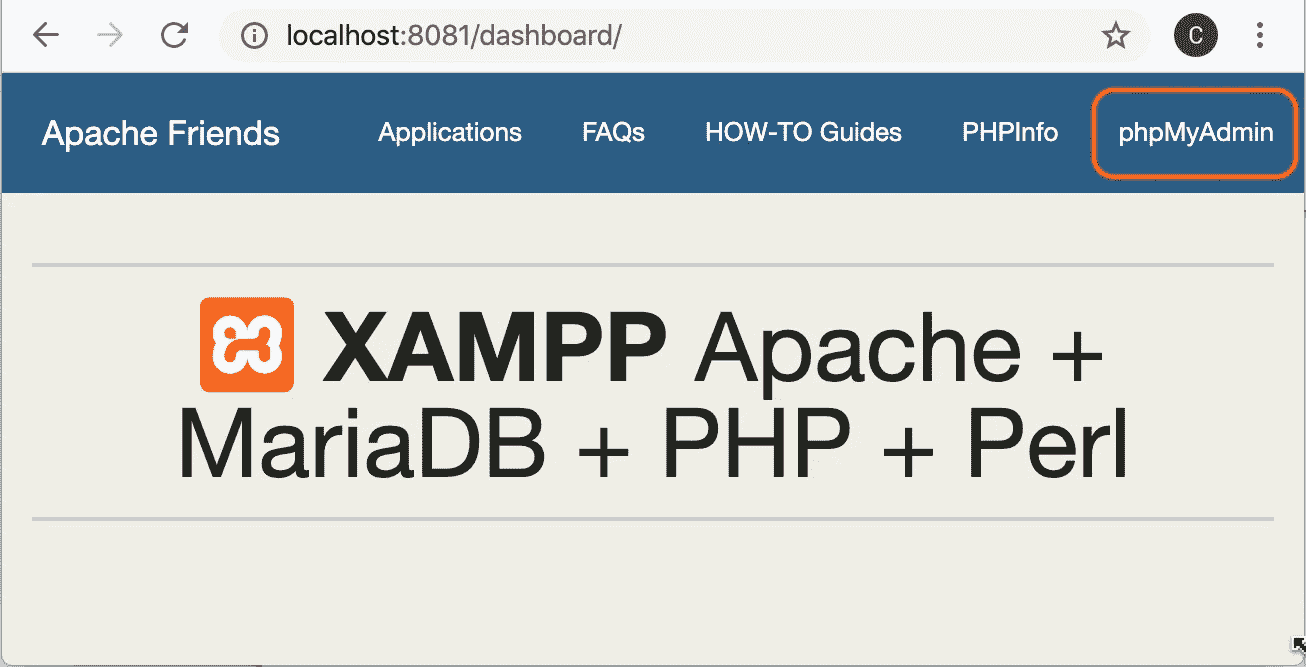 localhost:8081/dashboard/
C
Apache Friends Applications FAQs HOW-TO Guides PHPInfo phpMyAdmin
XAMPP Apache +
MariaDB + PHP + Perl